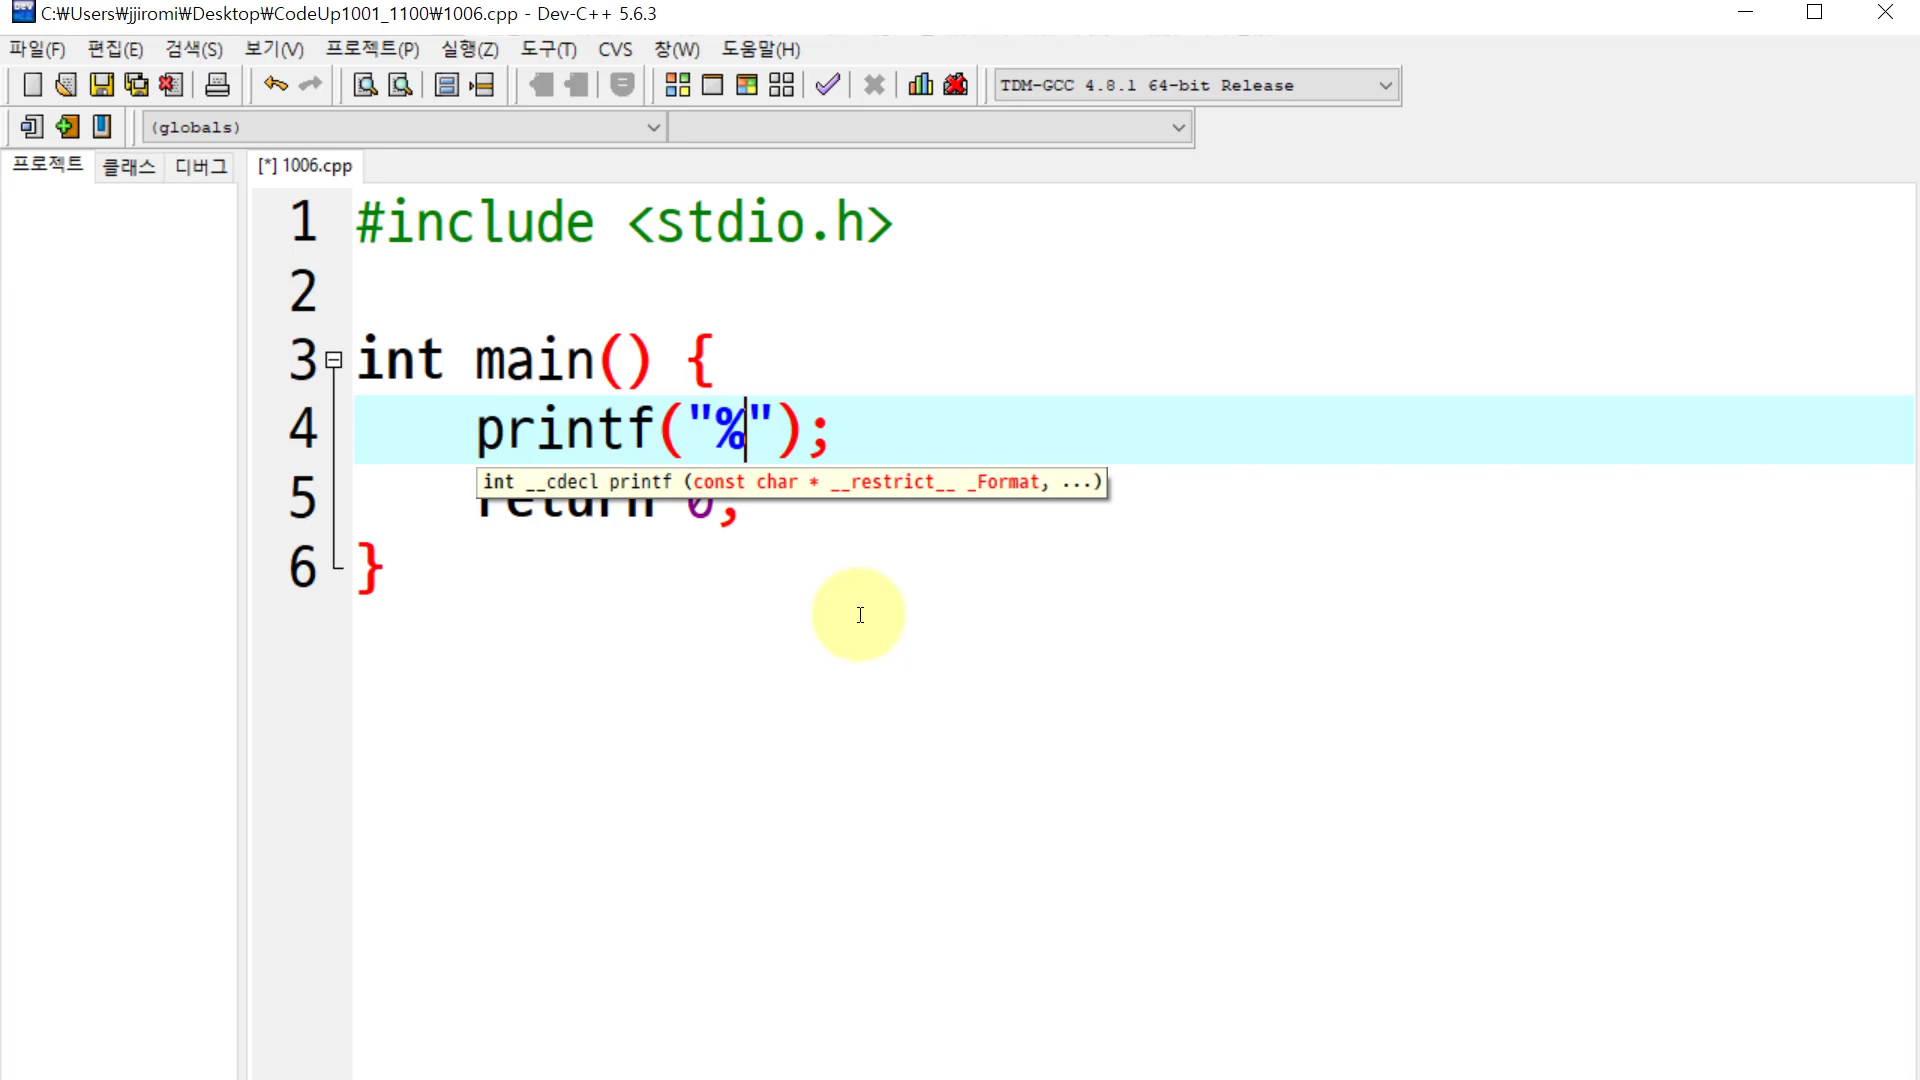 C:₩Users₩jjiromi₩Desktop₩CodeUp1001_1100₩1006.cpp - Dev-C++ 5.6.3
파일(F) 편집(E) 검색(S) 보기(V) 프로젝트(P) 실행(Z) 도구(T) CVS 창(W) 도움말(H)
TDM-GCC 4.8.1 64-bit Release
(globals)
프로젝트 클래스 디버그 [*] 1006.cpp
1 #include <stdio.h>
2
3 int main() {
4 printf("%");
int __cdecl printf (const char * __restrict__ _Format, ...)
5 return 0;
6 }